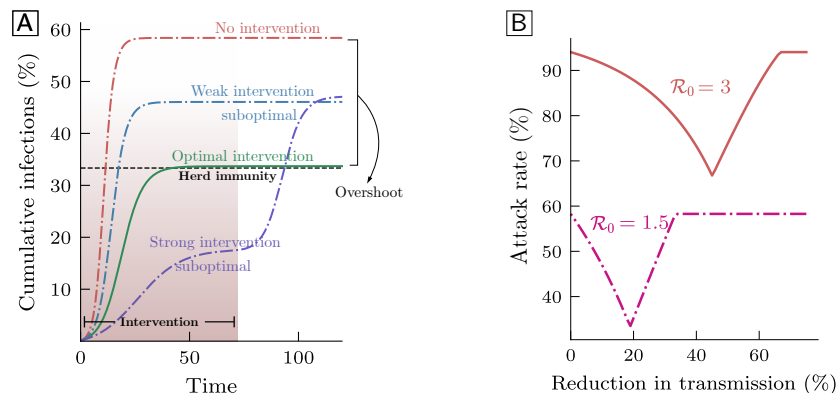 A
No intervention
Weak intervention
suboptimal
Optimal intervention
Herd immunity
Strong intervention
suboptimal
Intervention
Overshoot
60
50
40
30
20
10
0
50
100
Cumulative infections (%)
Time
B
R₀ = 3
R₀ = 1.5
90
80
70
60
50
40
0
20
40
60
Attack rate (%)
Reduction in transmission (%)